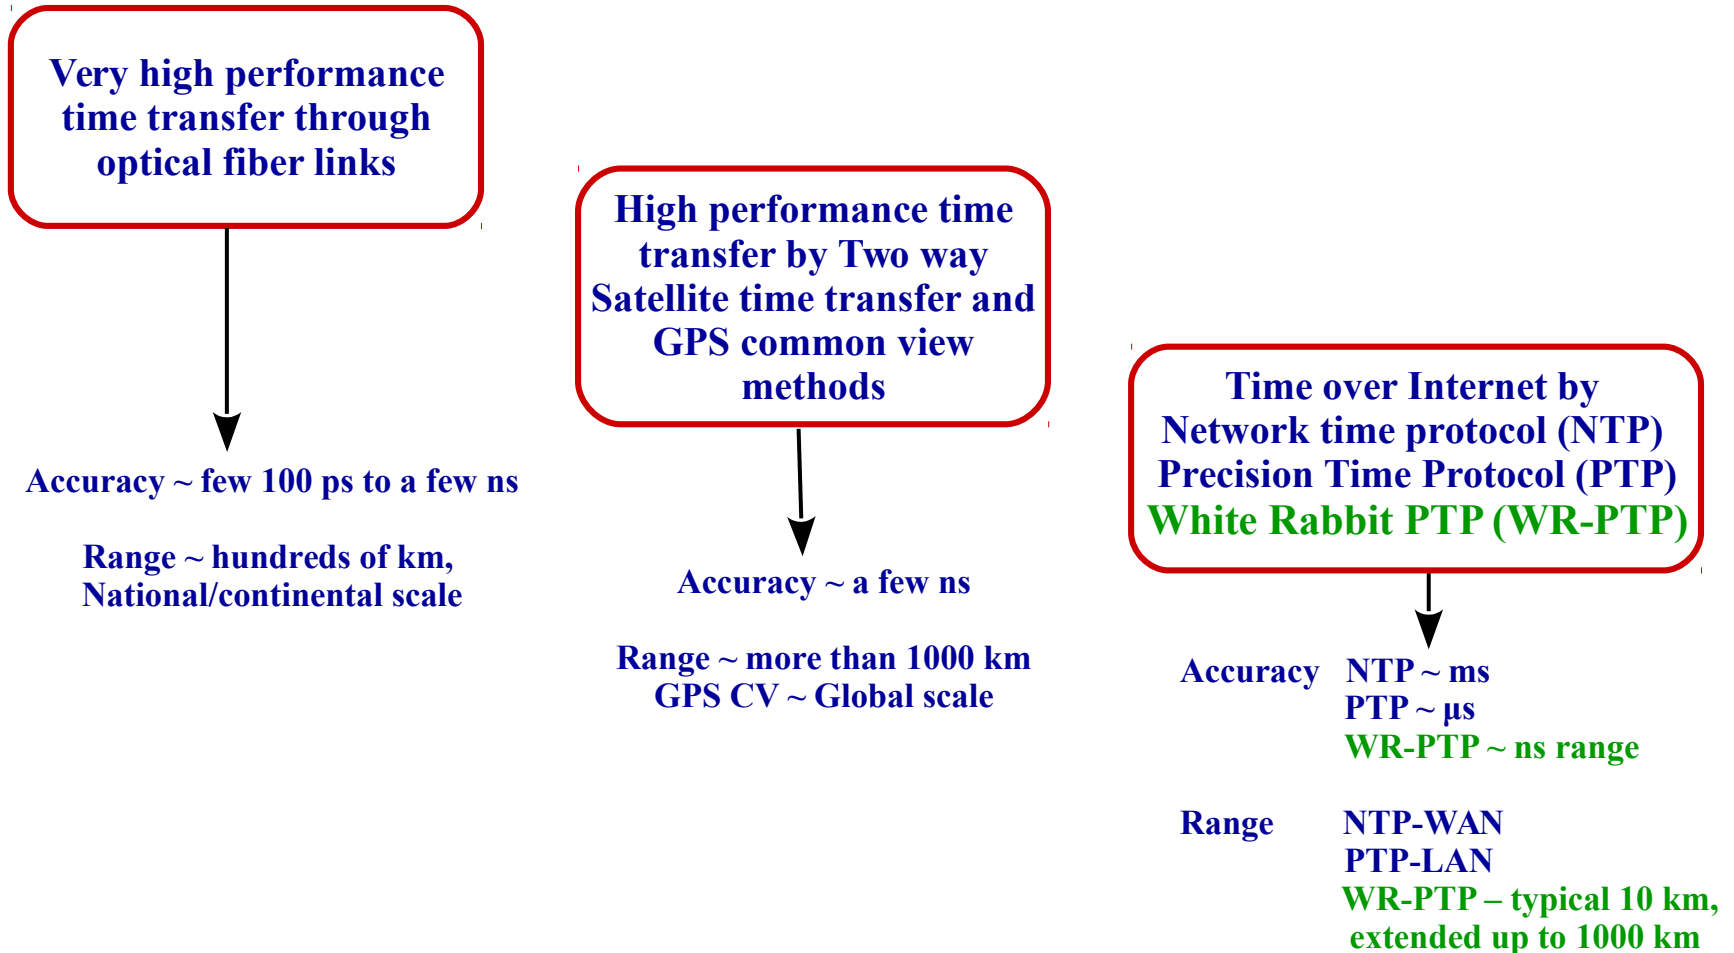 Very high performance
time transfer through
optical fiber links
Accuracy ~ few 100 ps to a few ns
Range ~ hundreds of km,
National/continental scale
High performance time
transfer by Two way
Satellite time transfer and
GPS common view
methods
Accuracy ~ a few ns
Range ~ more than 1000 km
GPS CV ~ Global scale
Time over Internet by
Network time protocol (NTP)
Precision Time Protocol (PTP)
White Rabbit PTP (WR-PTP)
Accuracy NTP ~ ms
PTP ~ µs
WR-PTP ~ ns range
Range NTP-WAN
PTP-LAN
WR-PTP – typical 10 km,
extended up to 1000 km